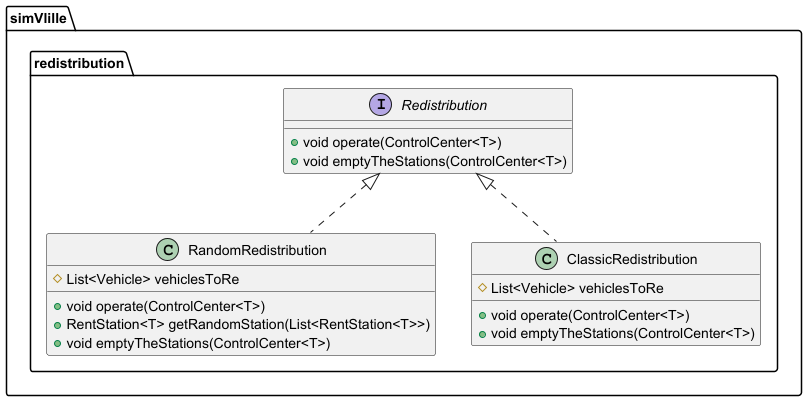 simVlille
redistribution
I Redistribution
void operate(ControlCenter<T>)
void emptyTheStations(ControlCenter<T>)
C RandomRedistribution
List<Vehicle> vehiclesToRe
void operate(ControlCenter<T>)
RentStation<T> getRandomStation(List<RentStation<T>>)
void emptyTheStations(ControlCenter<T>)
C ClassicRedistribution
List<Vehicle> vehiclesToRe
void operate(ControlCenter<T>)
void emptyTheStations(ControlCenter<T>)